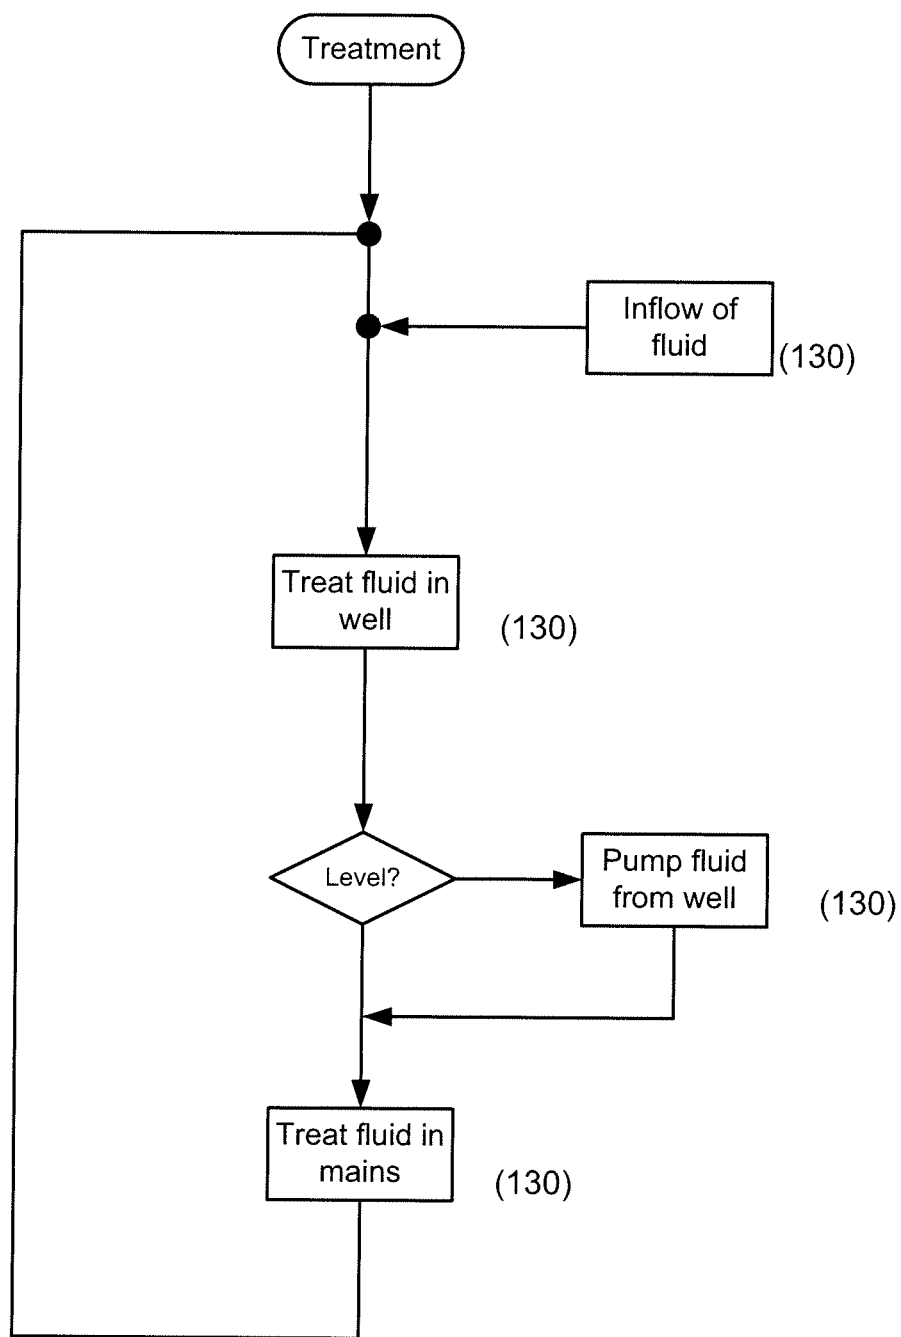 Treatment
Inflow of
fluid
(130)
Treat fluid in
well
(130)
Level?
Pump fluid
from well
(130)
Treat fluid in
mains
(130)